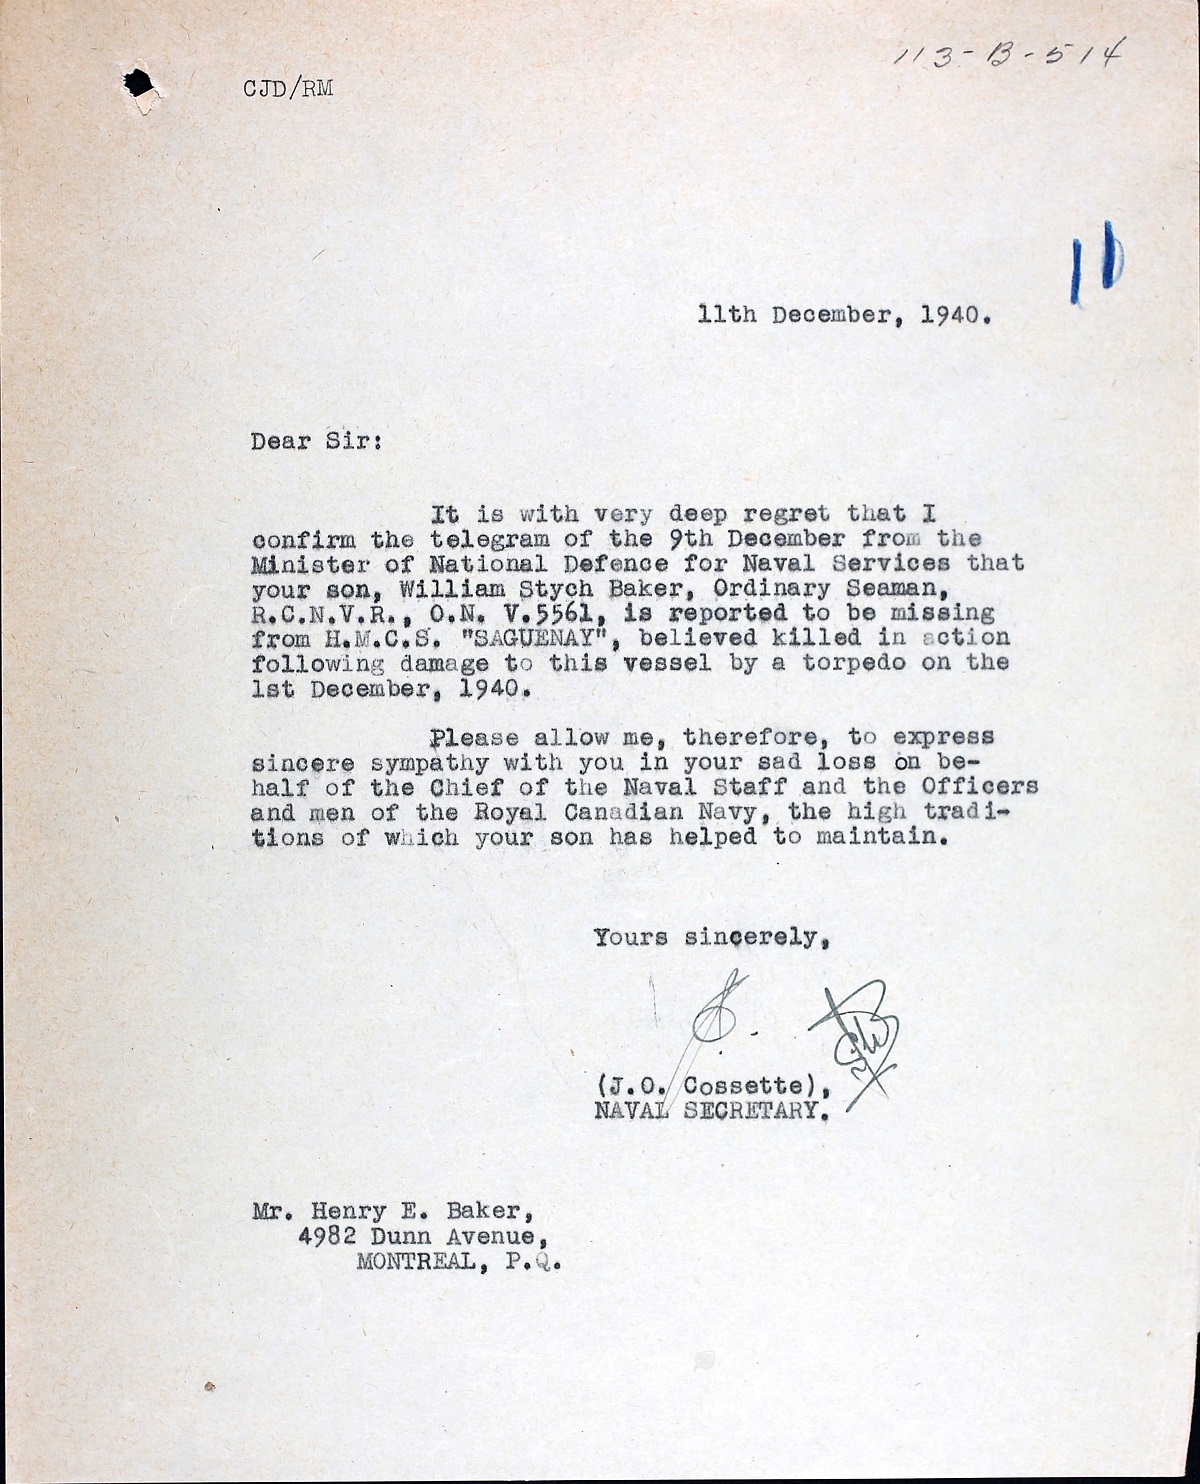 113-B-514
CJD/RM
11
11th December, 1940.
Dear Sir:
It is with very deep regret that I
confirm the telegram of the 9th December from the
Minister of National Defence for Naval Services that
your son, William Stych Baker, Ordinary Seaman,
R.C.N.V.R., O.N. V.5561, is reported to be missing
from H.M.C.S. "SAGUENAY", believed killed in action
following damage to this vessel by a torpedo on the
1st December, 1940.
Please allow me, therefore, to express
sincere sympathy with you in your sad loss on be-
half of the Chief of the Naval Staff and the Officers
and men of the Royal Canadian Navy, the high tradi-
tions of which your son has helped to maintain.
Yours sincerely,
(J.O. Cossette),
NAVAL SECRETARY.
Mr. Henry E. Baker,
4982 Dunn Avenue,
MONTREAL, P.Q.